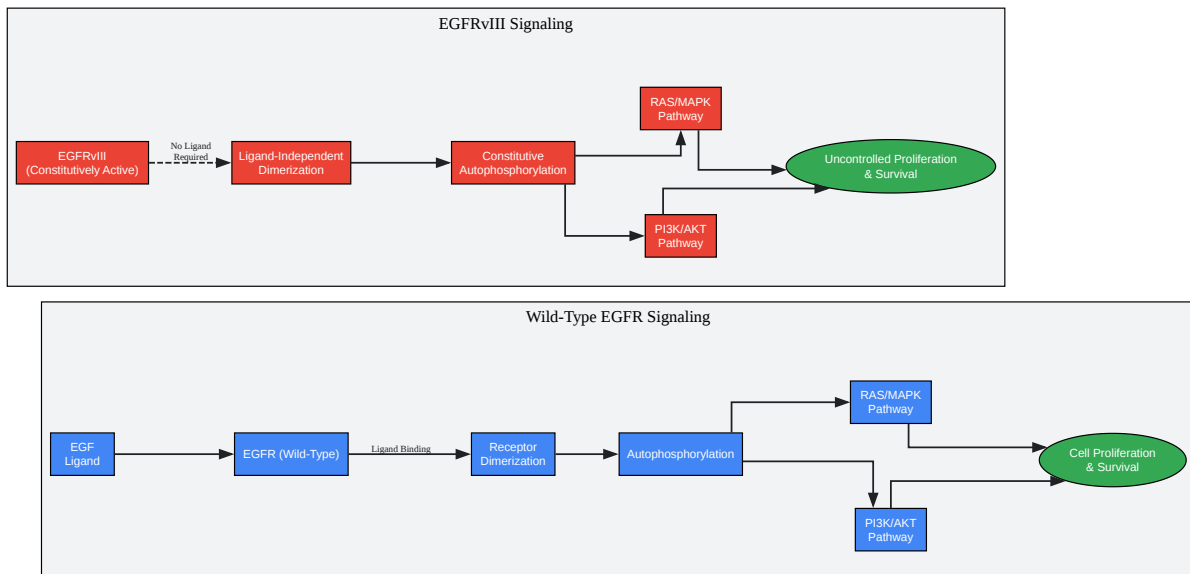 EGFRvIII Signaling
RAS/MAPK
Pathway
No Ligand
Required
EGFRvIII
(Constitutively Active)
Ligand-Independent
Dimerization
Constitutive
Autophosphorylation
Uncontrolled Proliferation
& Survival
PI3K/AKT
Pathway
Wild-Type EGFR Signaling
RAS/MAPK
Pathway
EGF
Ligand
EGFR (Wild-Type)
Ligand Binding
Receptor
Dimerization
Autophosphorylation
Cell Proliferation
& Survival
PI3K/AKT
Pathway